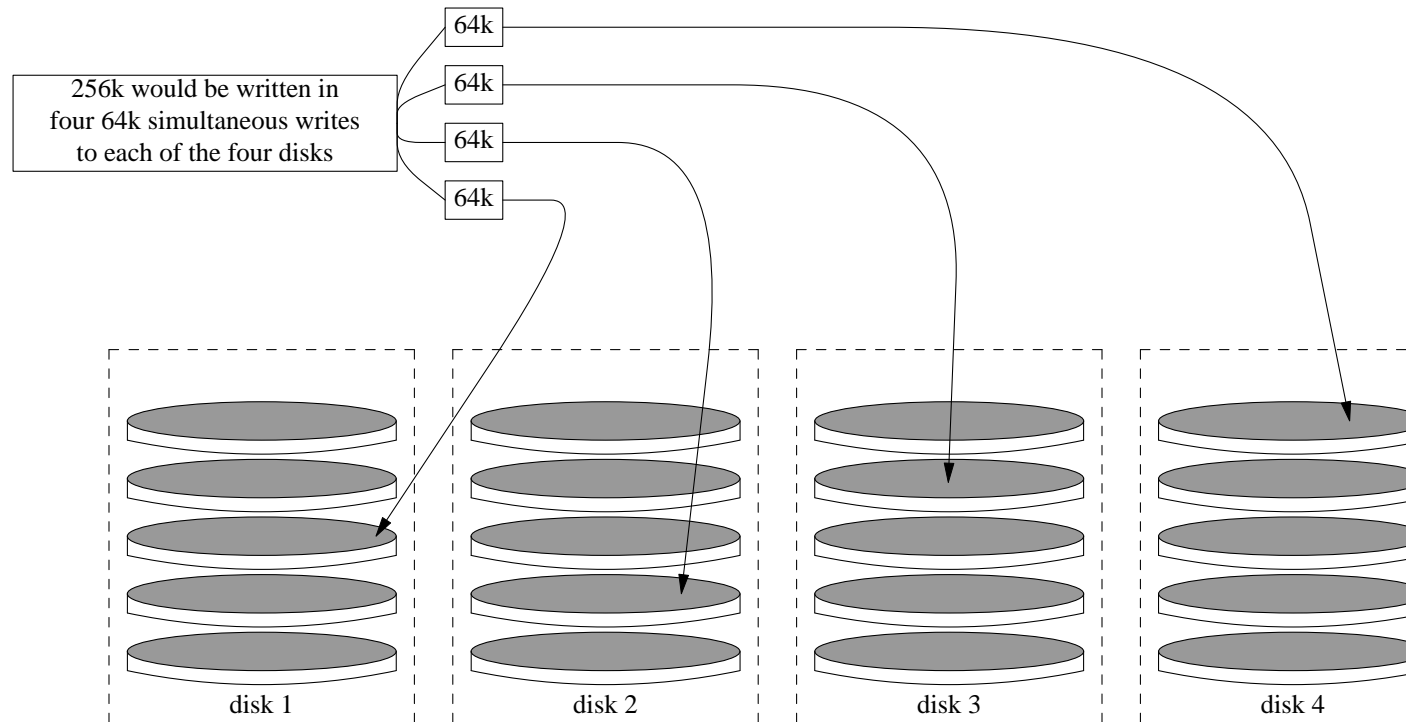 64k
64k
256k would be written in
four 64k simultaneous writes
to each of the four disks
64k
64k
disk 1
disk 2
disk 3
disk 4